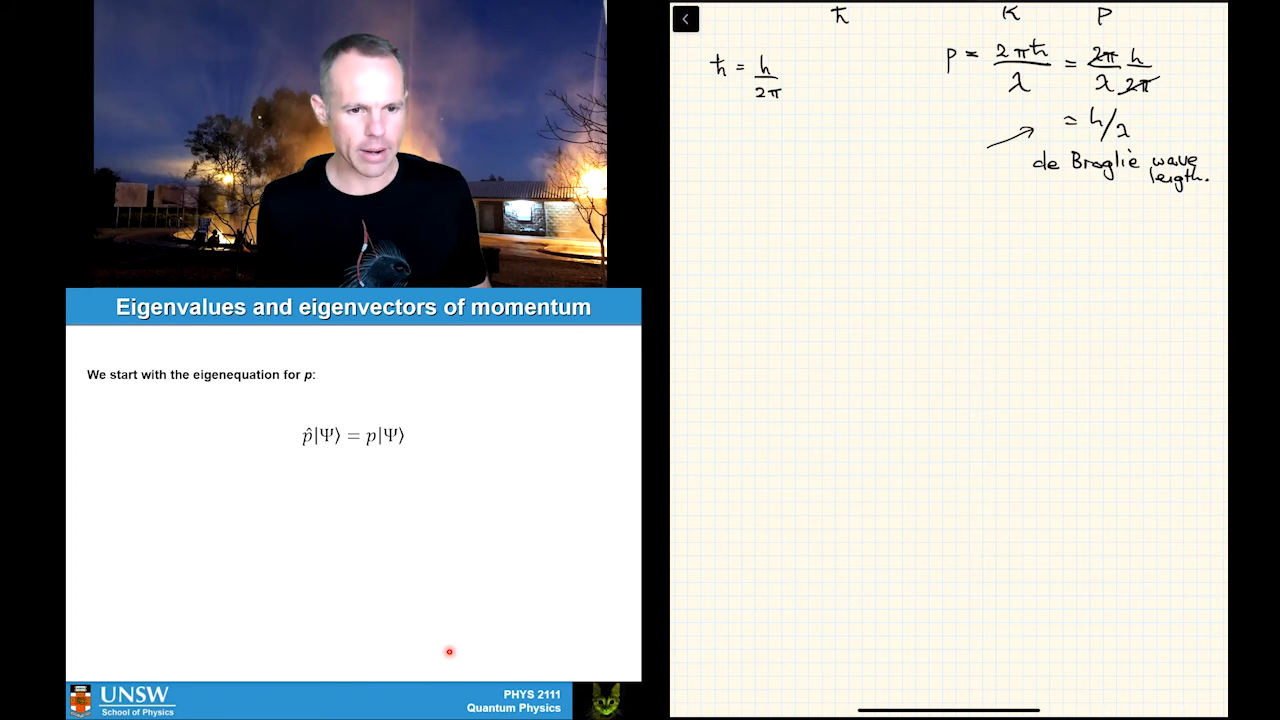 Eigenvalues and eigenvectors of momentum
We start with the eigenequation for p:
p̂|Ψ⟩ = p|Ψ⟩
UNSW
School of Physics
PHYS 2111
Quantum Physics
ħ K P
ħ = h/2π
p = 2πħ/λ = 2π/λ h/2π
= h/λ
de Broglie wave
length.